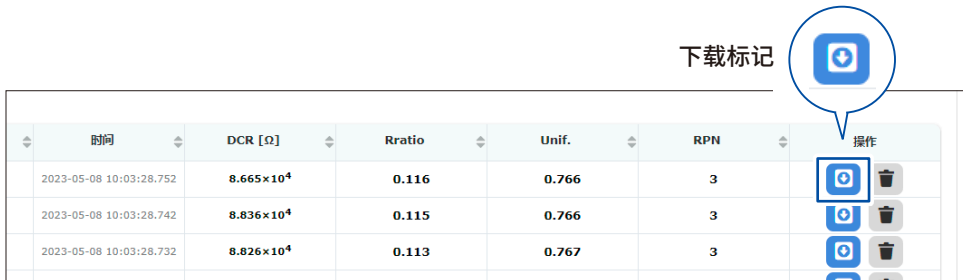 下载标记
时间 DCR [Ω] Rratio Unif. RPN 操作
2023-05-08 10:03:28.752 8.665×10⁴ 0.116 0.766 3
2023-05-08 10:03:28.742 8.836×10⁴ 0.115 0.766 3
2023-05-08 10:03:28.732 8.826×10⁴ 0.113 0.767 3